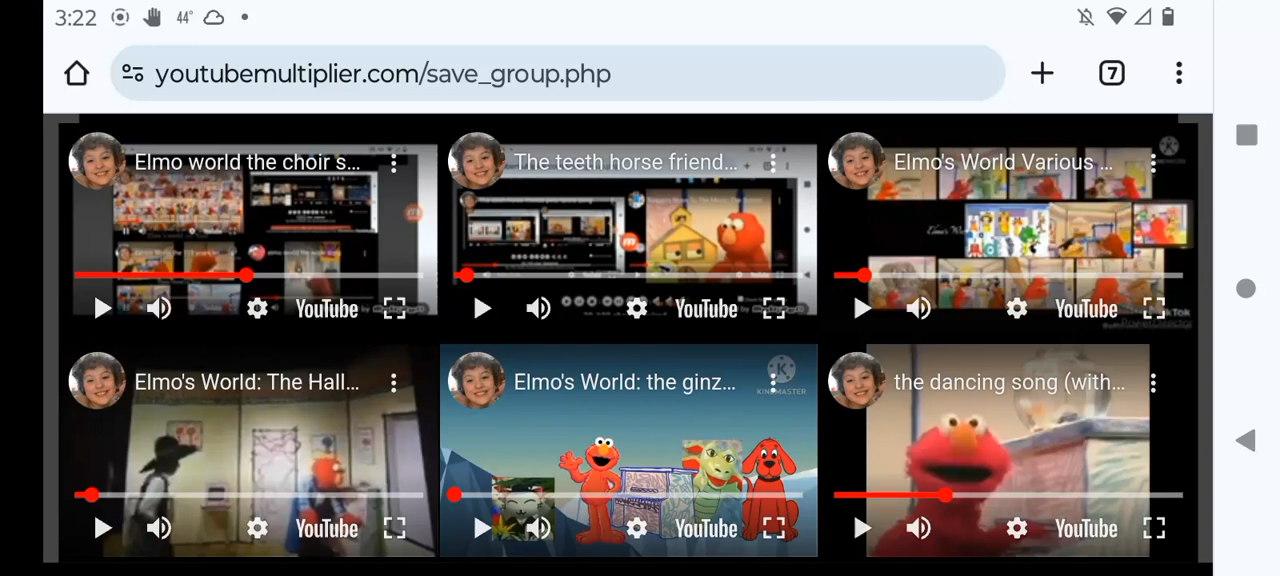 3:22 44°
youtubemultiplier.com/save_group.php 7
Elmo world the choir s...
The teeth horse friend...
Elmo's World Various ...
YouTube
YouTube
YouTube
Elmo's World: The Hall...
Elmo's World: the ginz...
the dancing song (with...
KINEMASTER
YouTube
YouTube
YouTube